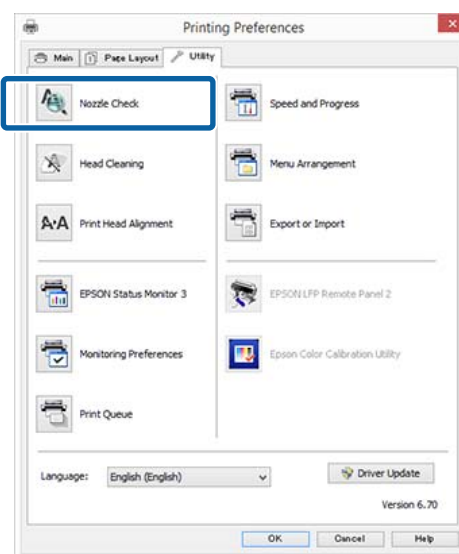 Printing Preferences
Main Page Layout Utility
Nozzle Check
Speed and Progress
Head Cleaning
Menu Arrangement
A·A Print Head Alignment
Export or Import
EPSON Status Monitor 3
EPSON LFP Remote Panel 2
Monitoring Preferences
Epson Color Calibration Utility
Print Queue
Language: English (English)
Driver Update
Version 6.70
OK Cancel Help